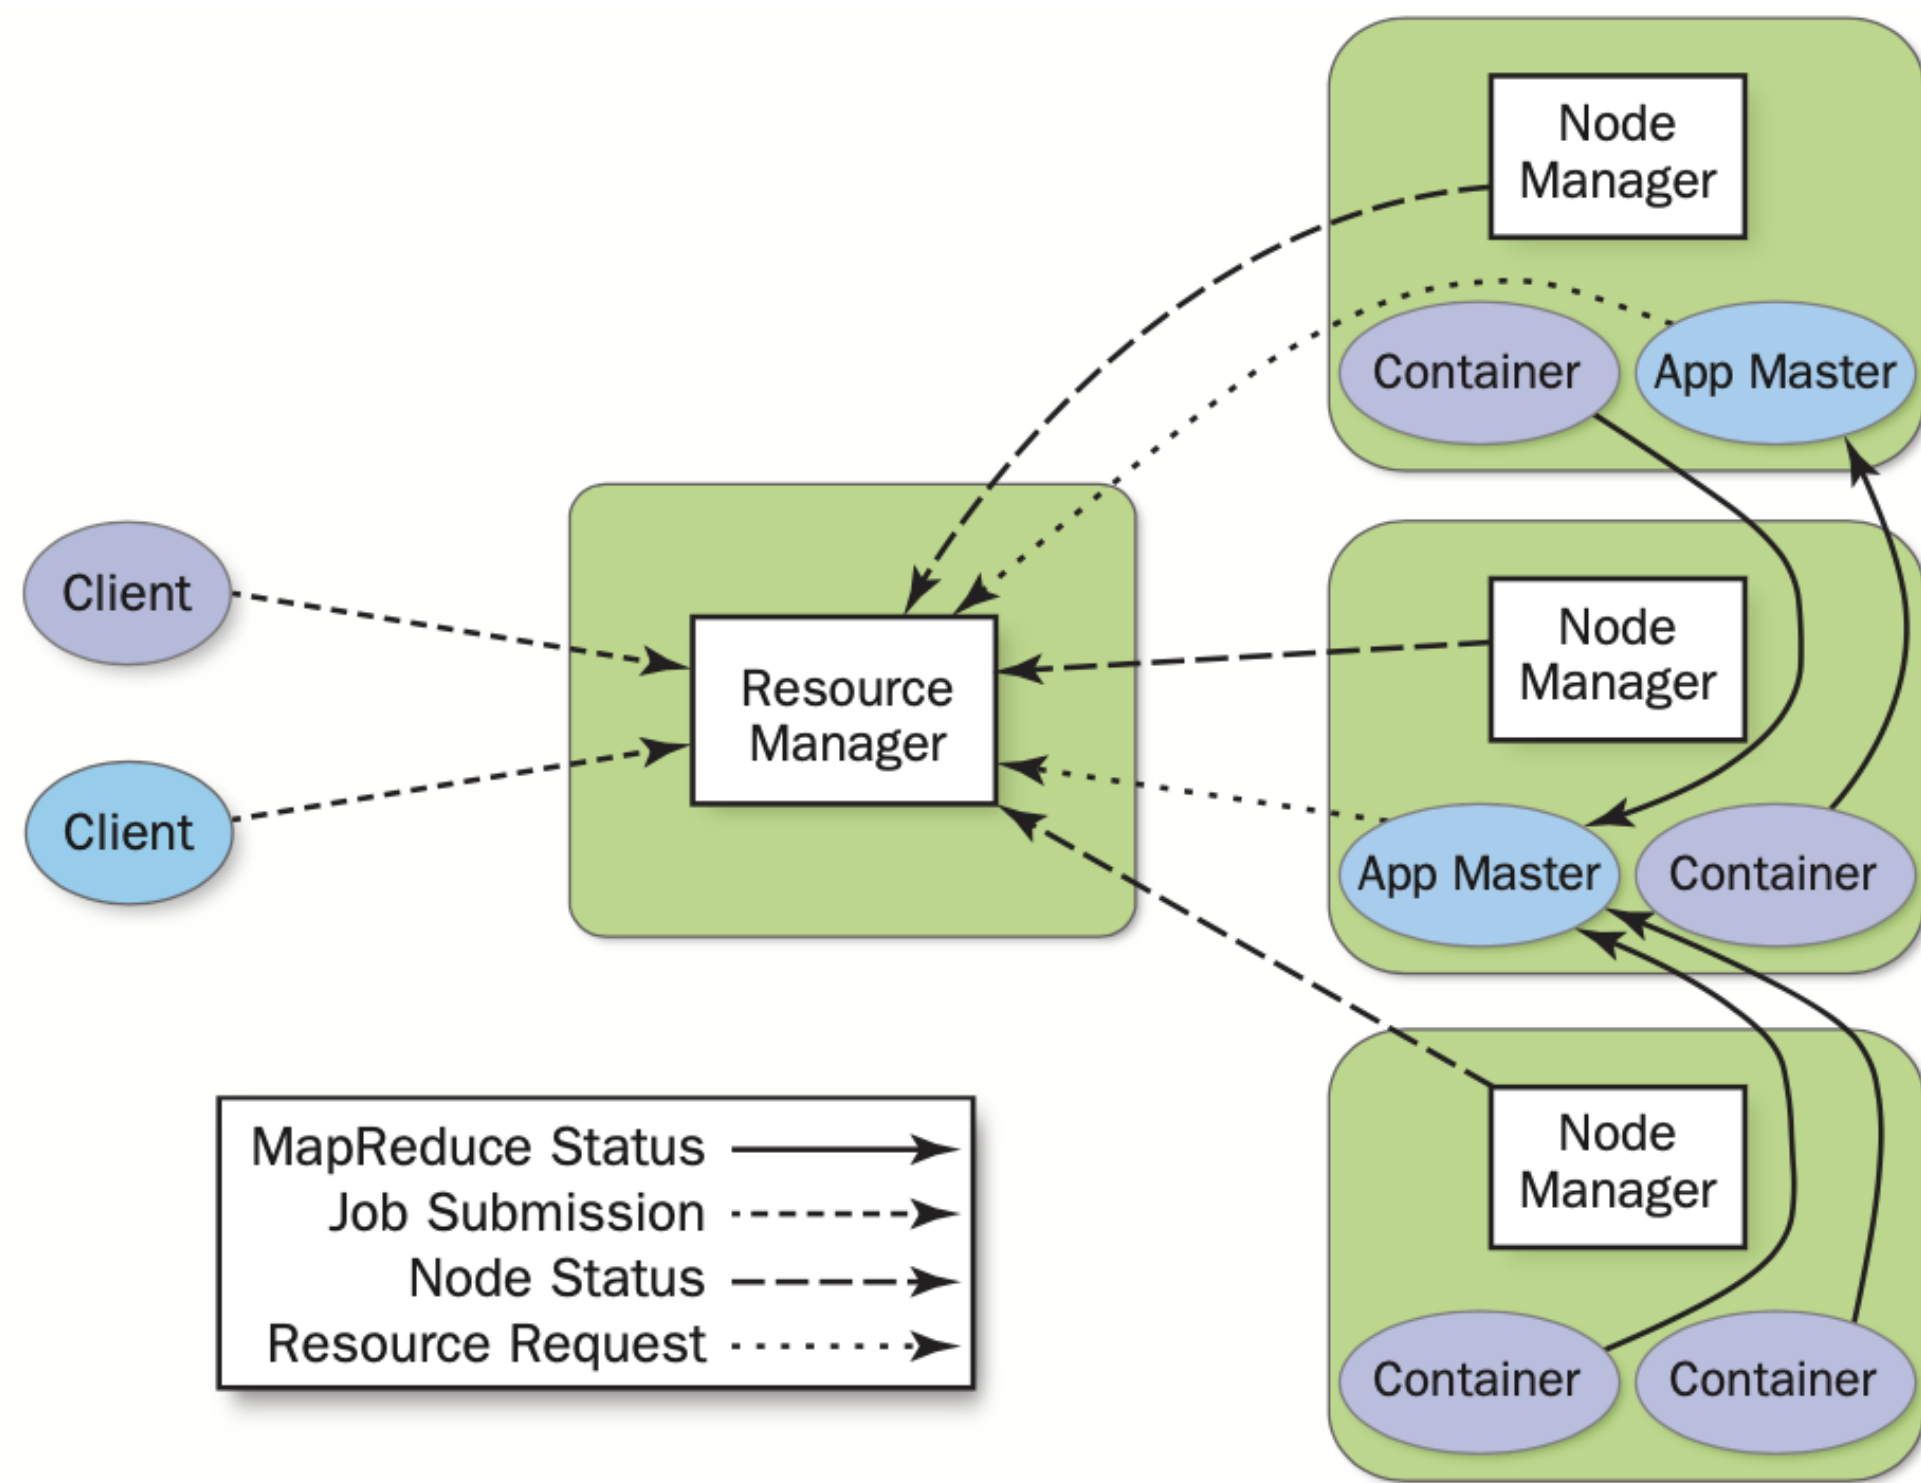 Node
Manager
Container
App Master
Client
Client
Resource
Manager
Node
Manager
App Master
Container
Node
Manager
Container
Container
MapReduce Status
Job Submission
Node Status
Resource Request